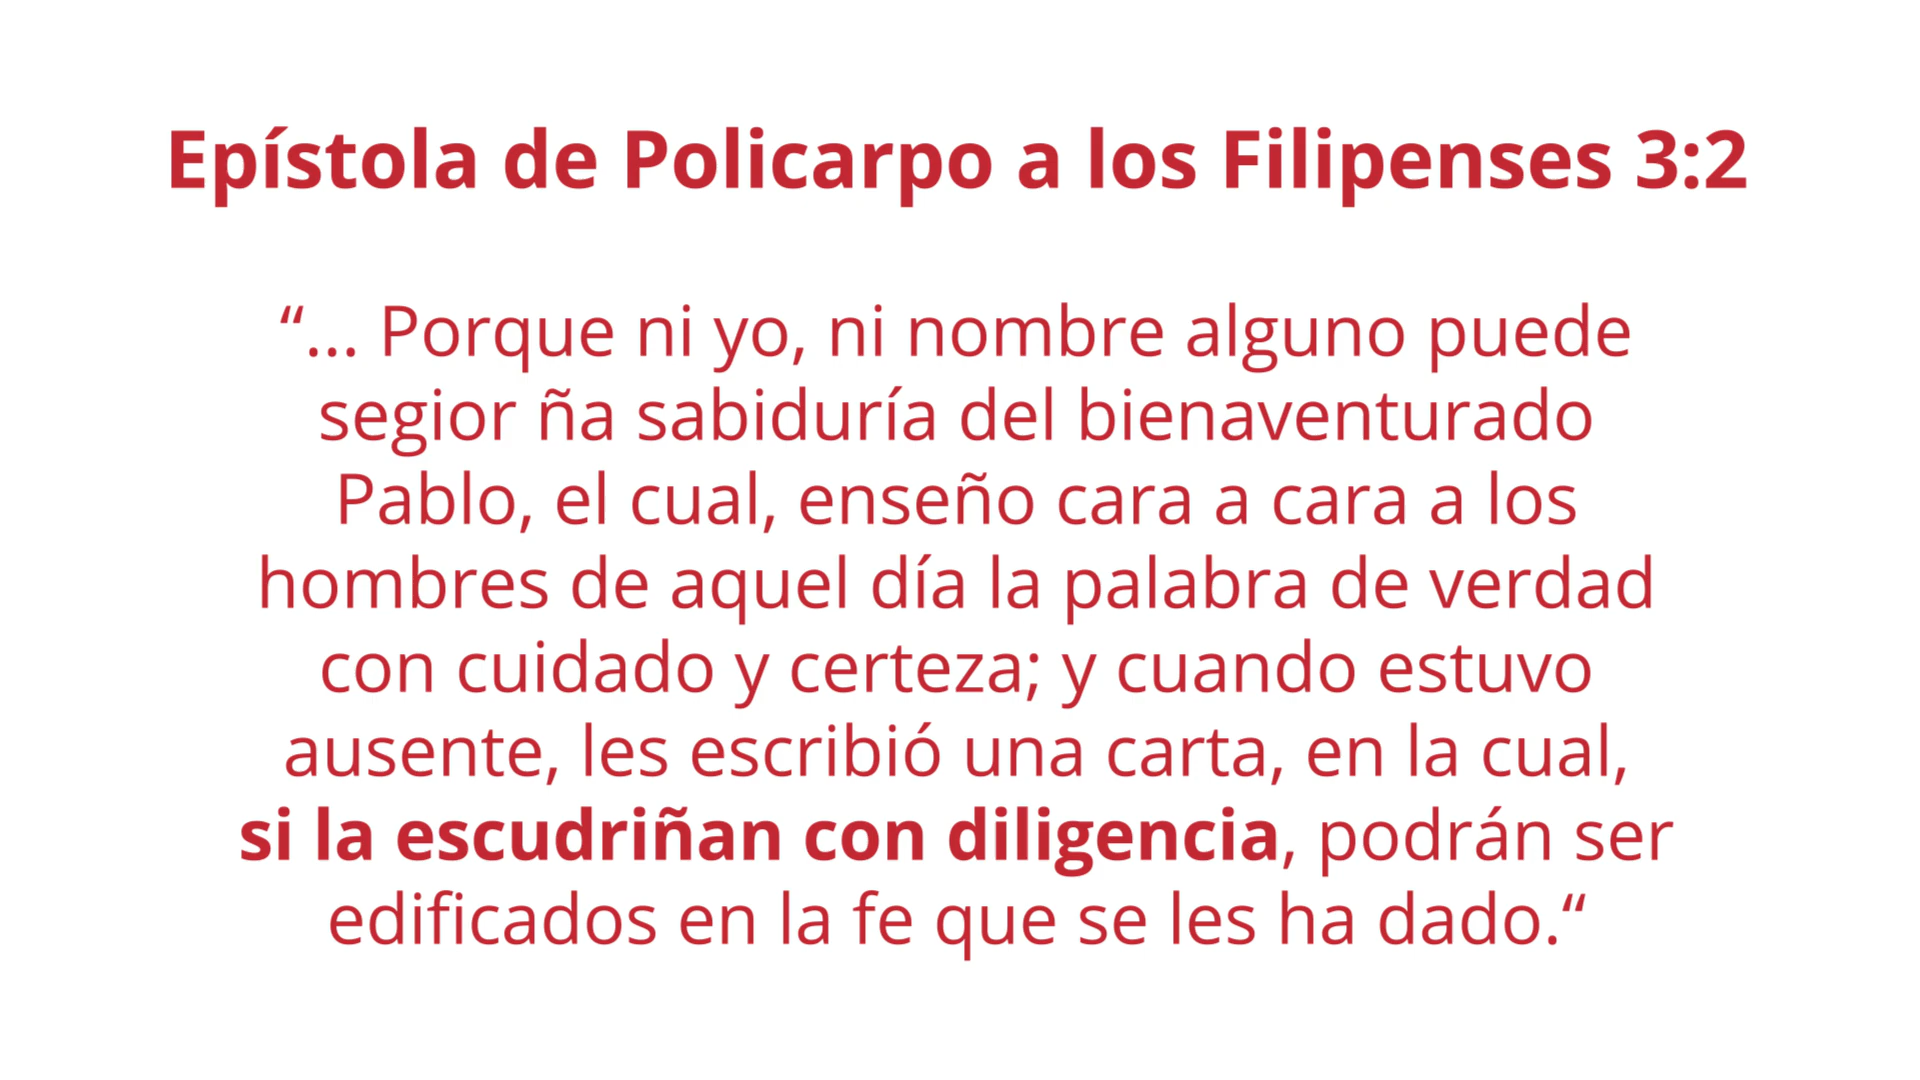 Epístola de Policarpo a los Filipenses 3:2
“... Porque ni yo, ni nombre alguno puede
segior ña sabiduría del bienaventurado
Pablo, el cual, enseño cara a cara a los
hombres de aquel día la palabra de verdad
con cuidado y certeza; y cuando estuvo
ausente, les escribió una carta, en la cual,
si la escudriñan con diligencia, podrán ser
edificados en la fe que se les ha dado.“